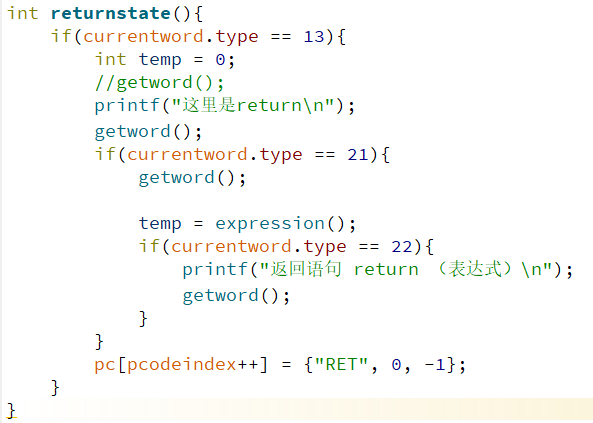 int returnstate(){
    if(currentword.type == 13){
        int temp = 0;
        //getword();
        printf("这里是return\n");
        getword();
        if(currentword.type == 21){
            getword();

            temp = expression();
            if(currentword.type == 22){
                printf("返回语句 return （表达式）\n");
                getword();
            }
        }
        pc[pcodeindex++] = {"RET", 0, -1};
    }
}